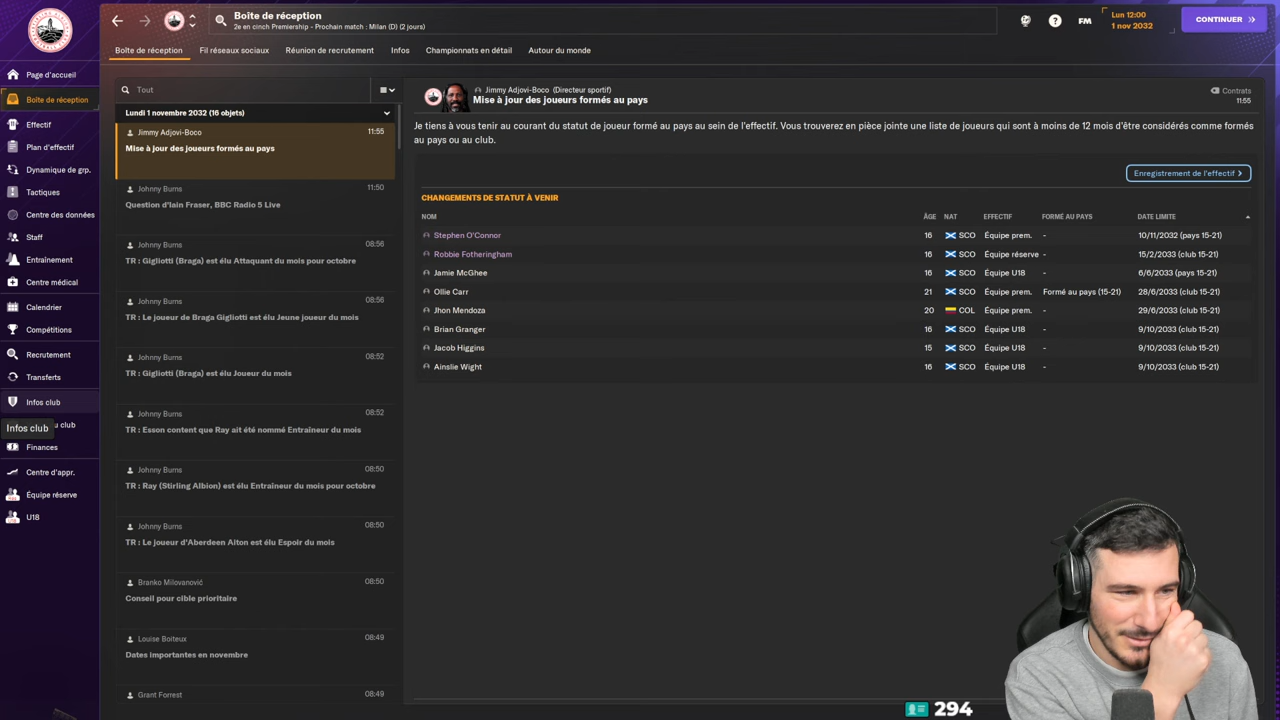 Boîte de réception
2e en cinch Premiership - Prochain match : Milan (D) (2 jours)
FM
Lun 12:00
1 nov 2032
CONTINUER
Boîte de réception
Fil réseaux sociaux
Réunion de recrutement
Infos
Championnats en détail
Autour du monde
Page d'accueil
Boîte de réception
Effectif
Plan d'effectif
Dynamique de grp.
Tactiques
Centre des données
Staff
Entraînement
Centre médical
Calendrier
Compétitions
Recrutement
Transferts
Infos club
u club
Infos club
Finances
Centre d'appr.
Équipe réserve
U18
Tout
Lundi 1 novembre 2032 (16 objets)
Jimmy Adjovi-Boco 11:55
Mise à jour des joueurs formés au pays
Johnny Burns 11:50
Question d'Iain Fraser, BBC Radio 5 Live
Johnny Burns 08:56
TR : Gigliotti (Braga) est élu Attaquant du mois pour octobre
Johnny Burns 08:56
TR : Le joueur de Braga Gigliotti est élu Jeune joueur du mois
Johnny Burns 08:52
TR : Gigliotti (Braga) est élu Joueur du mois
Johnny Burns 08:52
TR : Esson content que Ray ait été nommé Entraîneur du mois
Johnny Burns 08:50
TR : Ray (Stirling Albion) est élu Entraîneur du mois pour octobre
Johnny Burns 08:50
TR : Le joueur d'Aberdeen Aiton est élu Espoir du mois
Branko Milovanović 08:50
Conseil pour cible prioritaire
Louise Boiteux 08:49
Dates importantes en novembre
Grant Forrest 08:49
Jimmy Adjovi-Boco (Directeur sportif)
Mise à jour des joueurs formés au pays
Contrats
11:55
Je tiens à vous tenir au courant du statut de joueur formé au pays au sein de l'effectif. Vous trouverez en pièce jointe une liste de joueurs qui sont à moins de 12 mois d'être considérés comme formés
au pays ou au club.
Enregistrement de l'effectif
CHANGEMENTS DE STATUT À VENIR
NOM ÂGE NAT EFFECTIF FORMÉ AU PAYS DATE LIMITE
Stephen O'Connor 16 SCO Équipe prem. - 10/11/2032 (pays 15-21)
Robbie Fotheringham 16 SCO Équipe réserve - 15/2/2033 (club 15-21)
Jamie McGhee 16 SCO Équipe U18 - 6/6/2033 (pays 15-21)
Ollie Carr 21 SCO Équipe prem. Formé au pays (15-21) 28/6/2033 (club 15-21)
Jhon Mendoza 20 COL Équipe prem. - 29/6/2033 (club 15-21)
Brian Granger 16 SCO Équipe U18 - 9/10/2033 (club 15-21)
Jacob Higgins 15 SCO Équipe U18 - 9/10/2033 (club 15-21)
Ainslie Wight 16 SCO Équipe U18 - 9/10/2033 (club 15-21)
294